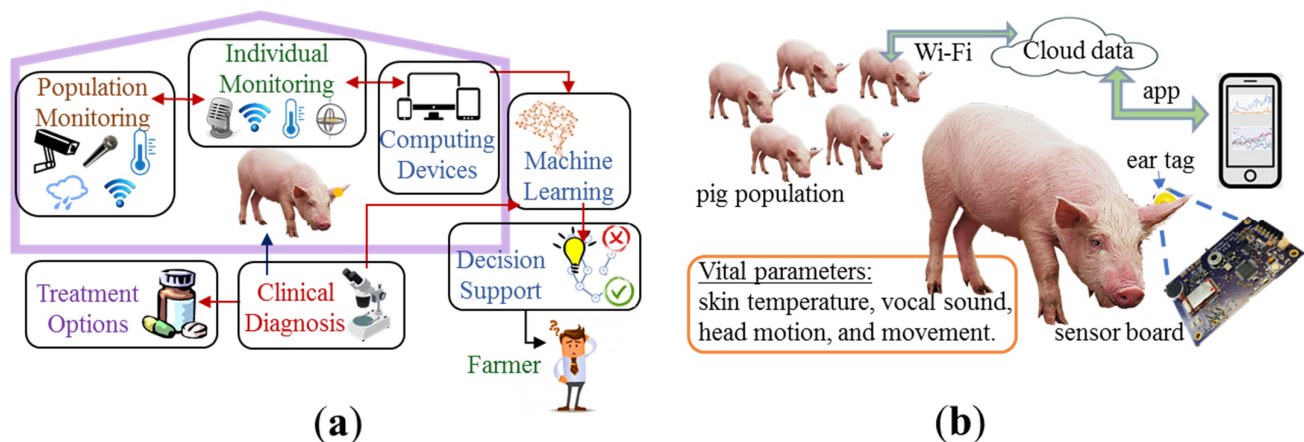 Population
Monitoring
Individual
Monitoring
Computing
Devices
Machine
Learning
Decision
Support
Treatment
Options
Clinical
Diagnosis
Farmer
(a)
Wi-Fi
Cloud data
app
pig population
ear tag
Vital parameters:
skin temperature, vocal sound,
head motion, and movement.
sensor board
(b)